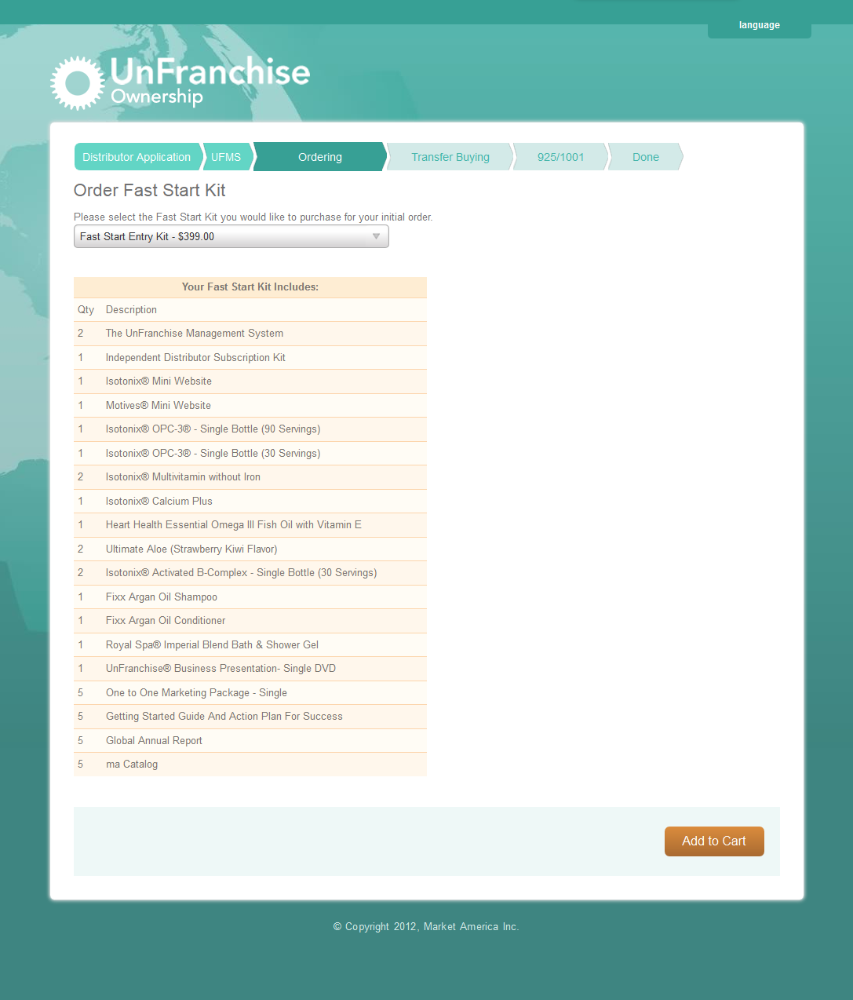 language
UnFranchise
Ownership
Distributor Application UFMS Ordering Transfer Buying 925/1001 Done
Order Fast Start Kit
Please select the Fast Start Kit you would like to purchase for your initial order.
Fast Start Entry Kit - $399.00
Your Fast Start Kit Includes:
Qty Description
2 The UnFranchise Management System
1 Independent Distributor Subscription Kit
1 Isotonix® Mini Website
1 Motives® Mini Website
1 Isotonix® OPC-3® - Single Bottle (90 Servings)
1 Isotonix® OPC-3® - Single Bottle (30 Servings)
2 Isotonix® Multivitamin without Iron
1 Isotonix® Calcium Plus
1 Heart Health Essential Omega III Fish Oil with Vitamin E
2 Ultimate Aloe (Strawberry Kiwi Flavor)
2 Isotonix® Activated B-Complex - Single Bottle (30 Servings)
1 Fixx Argan Oil Shampoo
1 Fixx Argan Oil Conditioner
1 Royal Spa® Imperial Blend Bath & Shower Gel
1 UnFranchise® Business Presentation- Single DVD
5 One to One Marketing Package - Single
5 Getting Started Guide And Action Plan For Success
5 Global Annual Report
5 ma Catalog
Add to Cart
© Copyright 2012, Market America Inc.